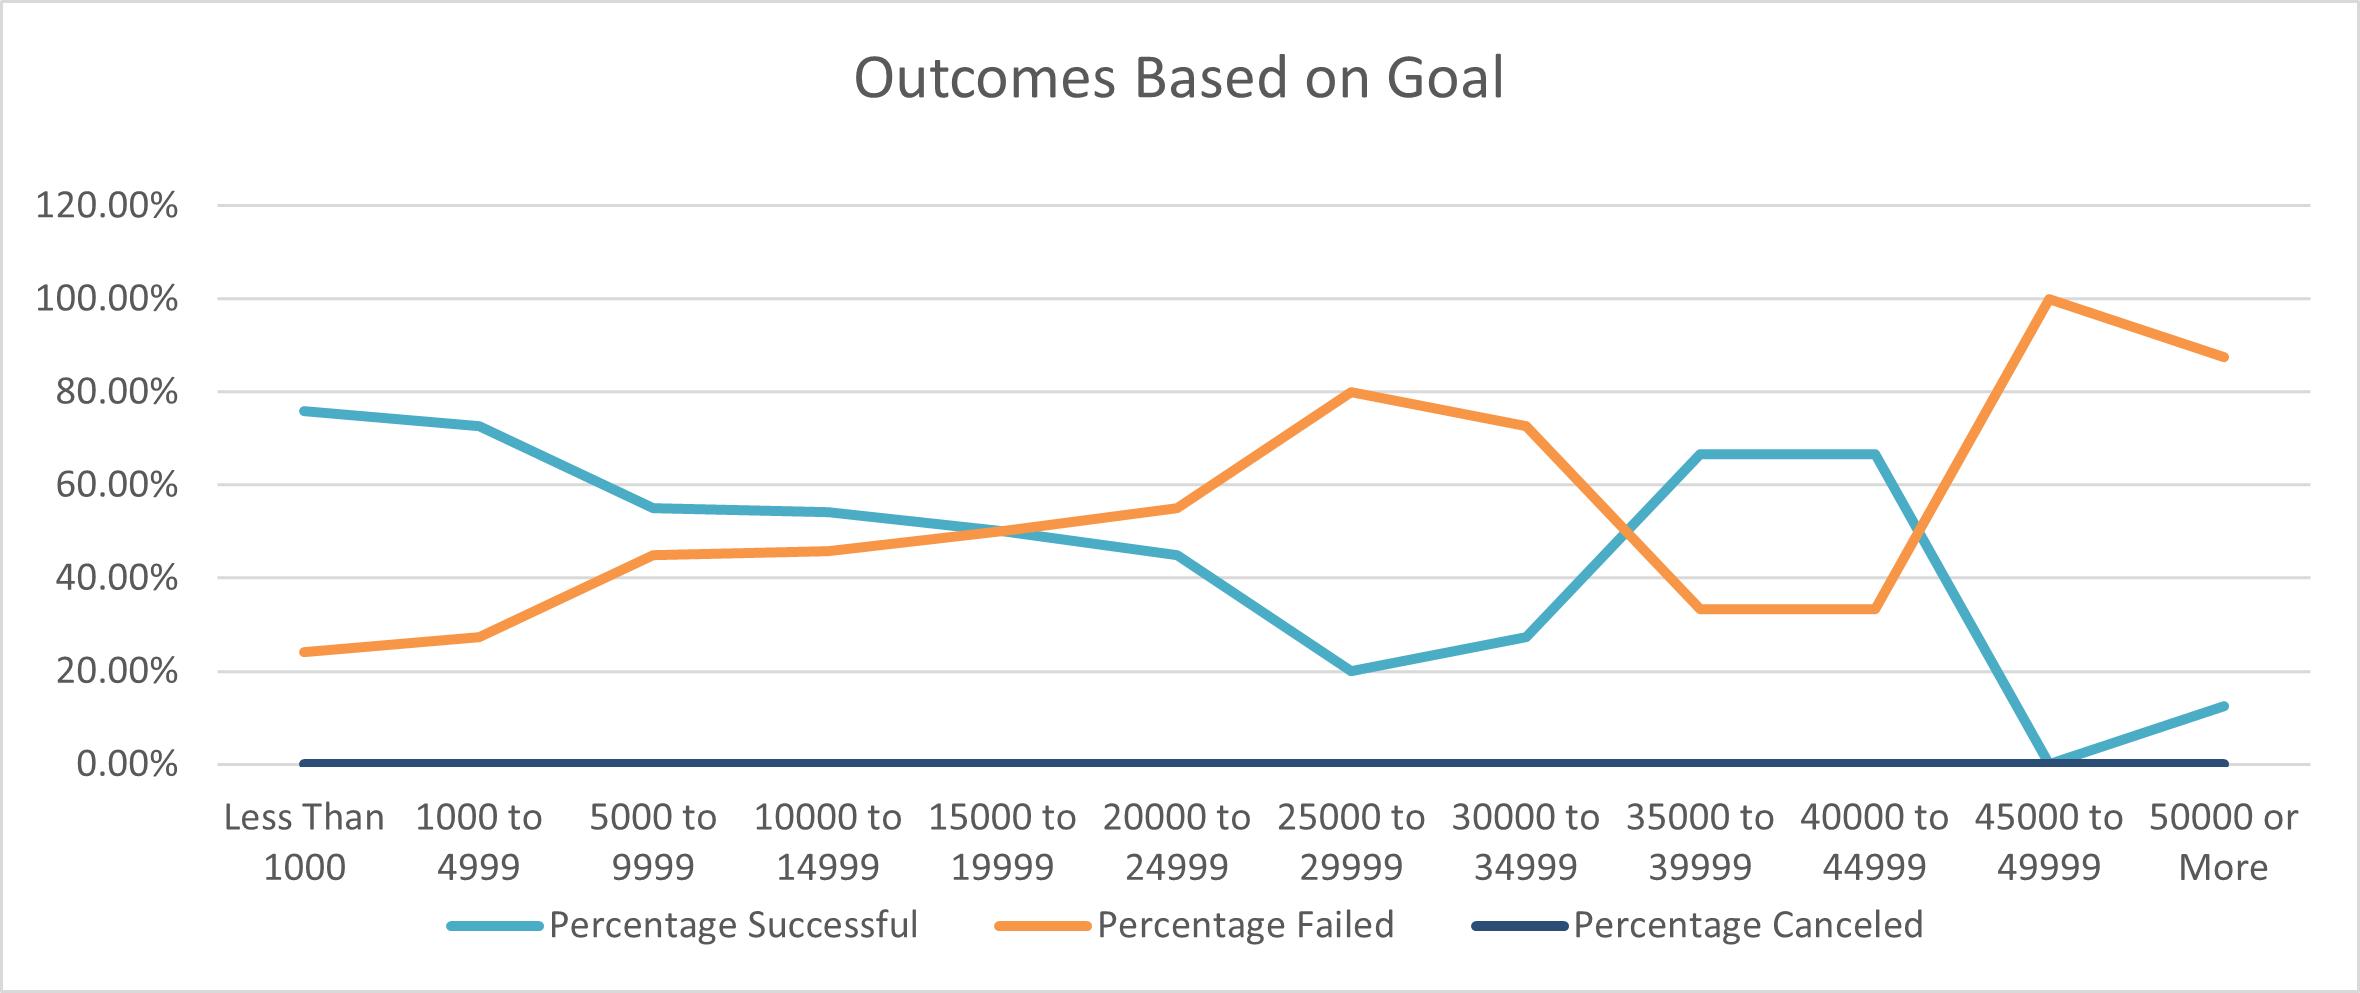 Outcomes Based on Goal
120.00%
100.00%
80.00%
60.00%
40.00%
20.00%
0.00%
Less Than 1000 to 5000 to 10000 to 15000 to 20000 to 25000 to 30000 to 35000 to 40000 to 45000 to 50000 or
1000 4999 9999 14999 19999 24999 29999 34999 39999 44999 49999 More
Percentage Successful Percentage Failed Percentage Canceled